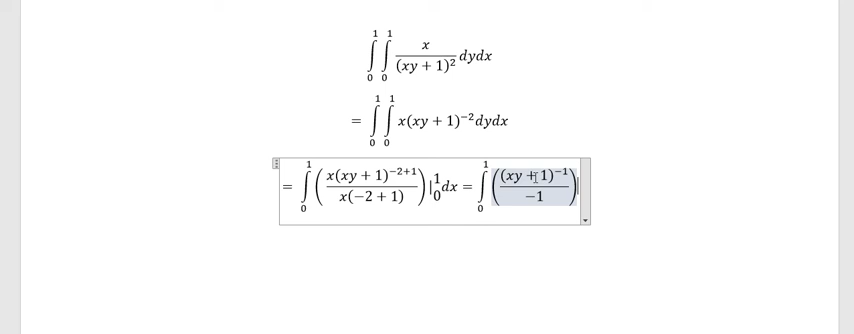 ∫₀¹ ∫₀¹ x/(xy + 1)² dydx
= ∫₀¹ ∫₀¹ x(xy + 1)⁻² dydx
= ∫₀¹ (x(xy + 1)⁻²⁺¹/x(−2 + 1)) |₀¹ dx = ∫₀¹ ((xy + 1)⁻¹/−1)